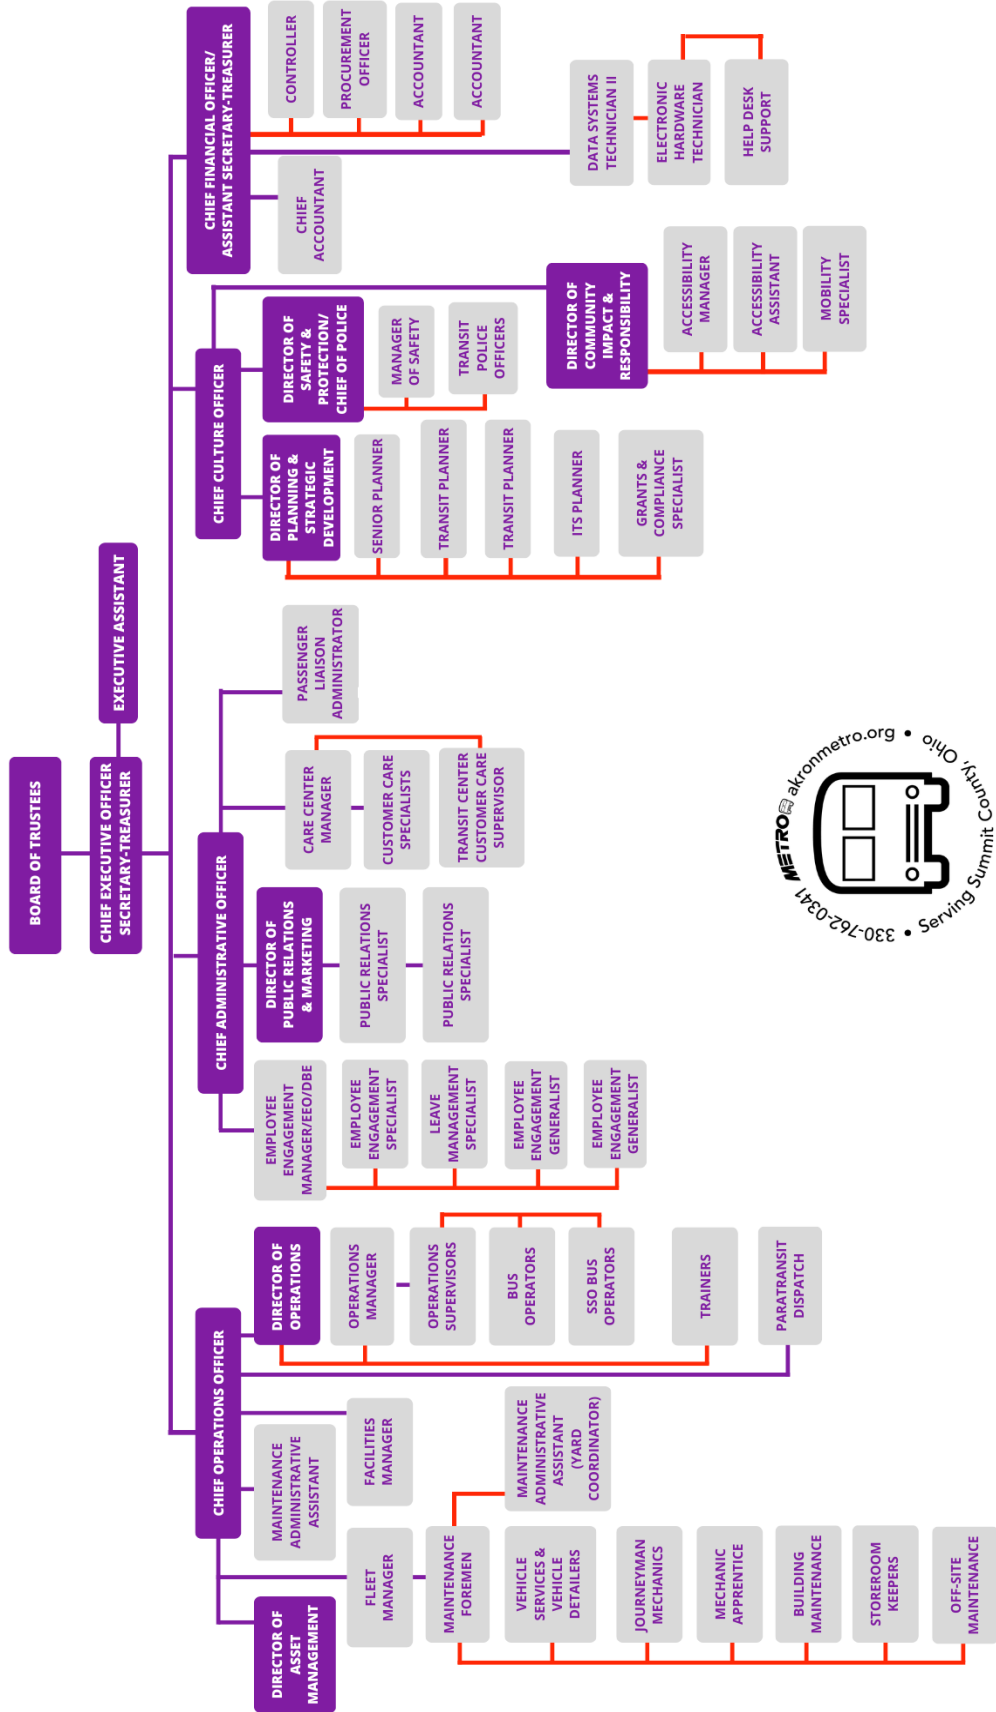 BOARD OF TRUSTEES
CHIEF EXECUTIVE OFFICER
SECRETARY-TREASURER
EXECUTIVE ASSISTANT
CHIEF OPERATIONS OFFICER
DIRECTOR OF
ASSET
MANAGEMENT
FLEET
MANAGER
MAINTENANCE
FOREMEN
VEHICLE
SERVICES &
VEHICLE
DETAILERS
JOURNEYMAN
MECHANICS
MECHANIC
APPRENTICE
BUILDING
MAINTENANCE
STOREROOM
KEEPERS
OFF-SITE
MAINTENANCE
MAINTENANCE
ADMINISTRATIVE
ASSISTANT
(YARD
COORDINATOR)
MAINTENANCE
ADMINISTRATIVE
ASSISTANT
FACILITIES
MANAGER
DIRECTOR OF
OPERATIONS
OPERATIONS
MANAGER
OPERATIONS
SUPERVISORS
BUS
OPERATORS
SSO BUS
OPERATORS
TRAINERS
PARATRANSIT
DISPATCH
CHIEF ADMINISTRATIVE OFFICER
EMPLOYEE
ENGAGEMENT
MANAGER/EEO/DBE
EMPLOYEE
ENGAGEMENT
SPECIALIST
LEAVE
MANAGEMENT
SPECIALIST
EMPLOYEE
ENGAGEMENT
GENERALIST
EMPLOYEE
ENGAGEMENT
GENERALIST
DIRECTOR OF
PUBLIC RELATIONS
& MARKETING
PUBLIC RELATIONS
SPECIALIST
PUBLIC RELATIONS
SPECIALIST
CARE CENTER
MANAGER
CUSTOMER CARE
SPECIALISTS
TRANSIT CENTER
CUSTOMER CARE
SUPERVISOR
PASSENGER
LIAISON
ADMINISTRATOR
CHIEF CULTURE OFFICER
DIRECTOR OF
PLANNING &
STRATEGIC
DEVELOPMENT
SENIOR PLANNER
TRANSIT PLANNER
TRANSIT PLANNER
ITS PLANNER
GRANTS &
COMPLIANCE
SPECIALIST
DIRECTOR OF
SAFETY &
PROTECTION/
CHIEF OF POLICE
MANAGER
OF SAFETY
TRANSIT
POLICE
OFFICERS
DIRECTOR OF
COMMUNITY
IMPACT &
RESPONSIBILITY
ACCESSIBILITY
MANAGER
ACCESSIBILITY
ASSISTANT
MOBILITY
SPECIALIST
CHIEF FINANCIAL OFFICER/
ASSISTANT SECRETARY-TREASURER
CHIEF
ACCOUNTANT
CONTROLLER
PROCUREMENT
OFFICER
ACCOUNTANT
ACCOUNTANT
DATA SYSTEMS
TECHNICIAN II
ELECTRONIC
HARDWARE
TECHNICIAN
HELP DESK
SUPPORT
330-762-0341 METRO akronmetro.org •
• Serving Summit County, Ohio